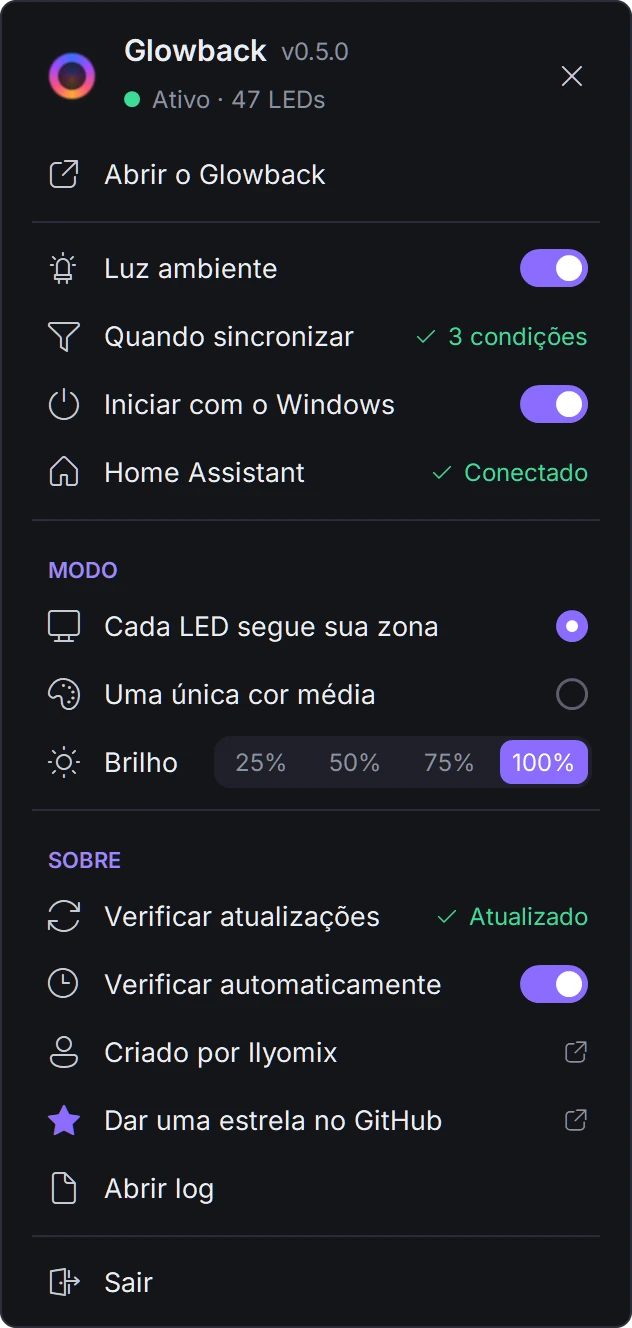 Glowback v0.5.0
Ativo · 47 LEDs
Abrir o Glowback
Luz ambiente
Quando sincronizar 3 condições
Iniciar com o Windows
Home Assistant Conectado
MODO
Cada LED segue sua zona
Uma única cor média
Brilho 25% 50% 75% 100%
SOBRE
Verificar atualizações Atualizado
Verificar automaticamente
Criado por Ilyomix
Dar uma estrela no GitHub
Abrir log
Sair